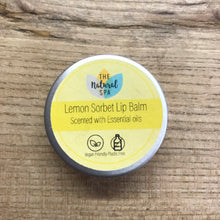 THE
Natural
SPA
Lemon Sorbet Lip Balm
Scented with Essential oils
vegan friendly Plastic Free